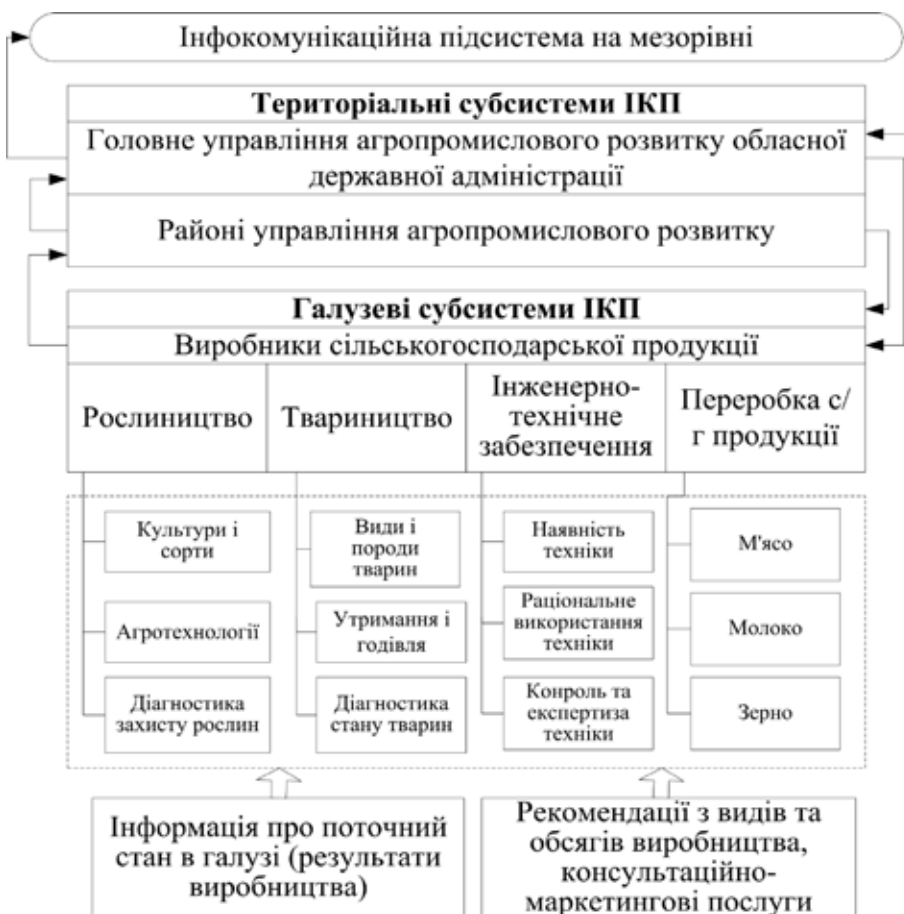 Інфокомунікаційна підсистема на мезорівні
Територіальні субсистеми ІКП
Головне управління агропромислового розвитку обласної
державної адміністрації
Районі управління агропромислового розвитку
Галузеві субсистеми ІКП
Виробники сільськогосподарської продукції
Рослиництво
Твариництво
Інженерно-
технічне
забезпечення
Переробка с/
г продукції
Культури і
сорти
Агротехнології
Діагностика
захисту рослин
Види і
породи
тварин
Утримання і
годівля
Діагностика
стану тварин
Наявність
техніки
Раціональне
використання
техніки
Конроль та
експертиза
техніки
М'ясо
Молоко
Зерно
Інформація про поточний
стан в галузі (результати
виробництва)
Рекомендації з видів та
обсягів виробництва,
консультаційно-
маркетингові послуги